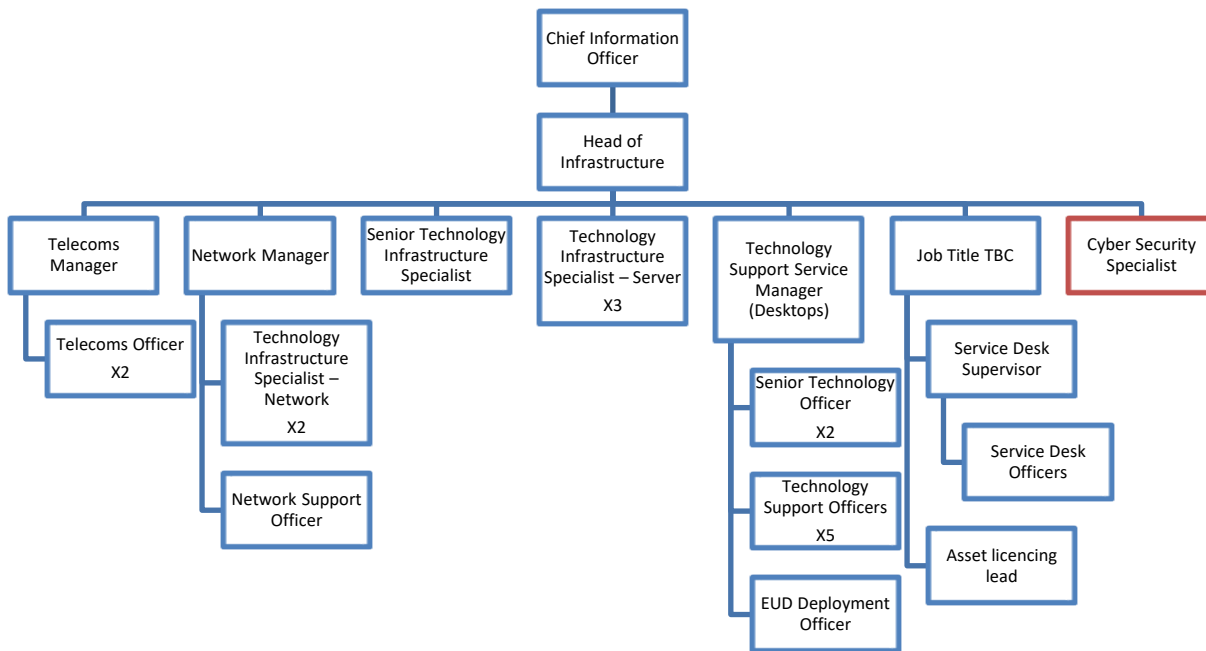 Chief Information
Officer
Head of
Infrastructure
Telecoms
Manager
Network Manager
Senior Technology
Infrastructure
Specialist
Technology
Infrastructure
Specialist – Server
X3
Technology
Support Service
Manager
(Desktops)
Job Title TBC
Cyber Security
Specialist
Telecoms Officer
X2
Technology
Infrastructure
Specialist –
Network
X2
Network Support
Officer
Senior Technology
Officer
X2
Technology
Support Officers
X5
EUD Deployment
Officer
Service Desk
Supervisor
Service Desk
Officers
Asset licencing
lead